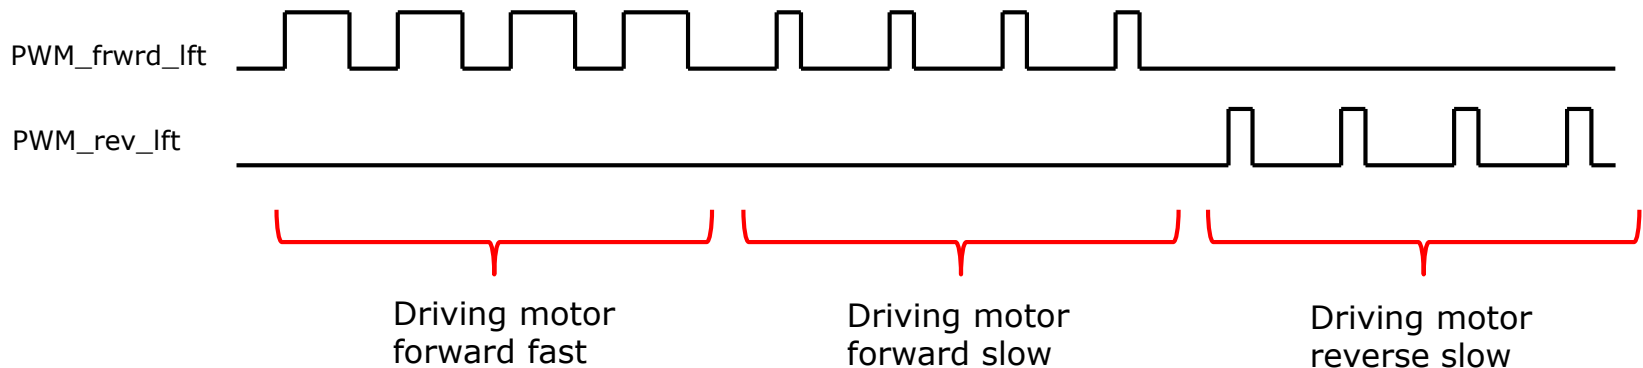 PWM_frwrd_lft
PWM_rev_lft
Driving motor
forward fast
Driving motor
forward slow
Driving motor
reverse slow